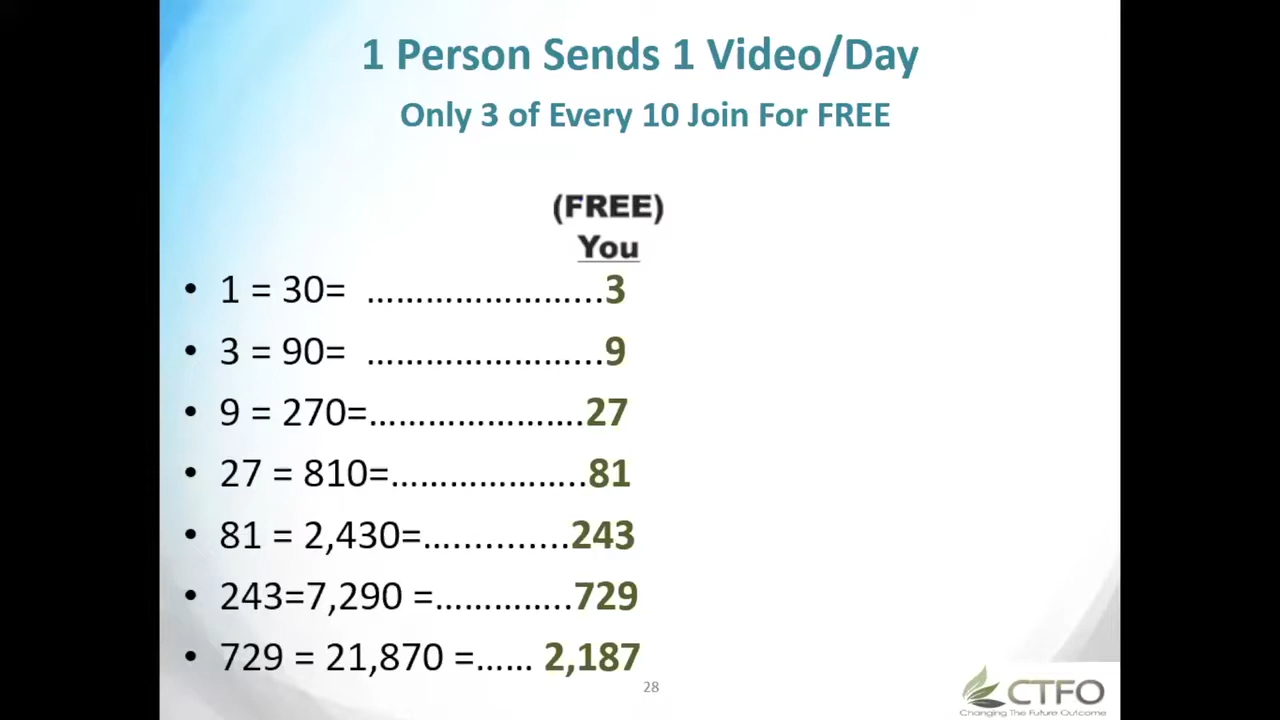 1 Person Sends 1 Video/Day
Only 3 of Every 10 Join For FREE
(FREE)
You
• 1 = 30= ……………………..3
• 3 = 90= ……………………..9
• 9 = 270=………………….27
• 27 = 810=………………..81
• 81 = 2,430=…...........243
• 243=7,290 =…………..729
• 729 = 21,870 =…… 2,187
28
CTFO
Changing The Future Outcome